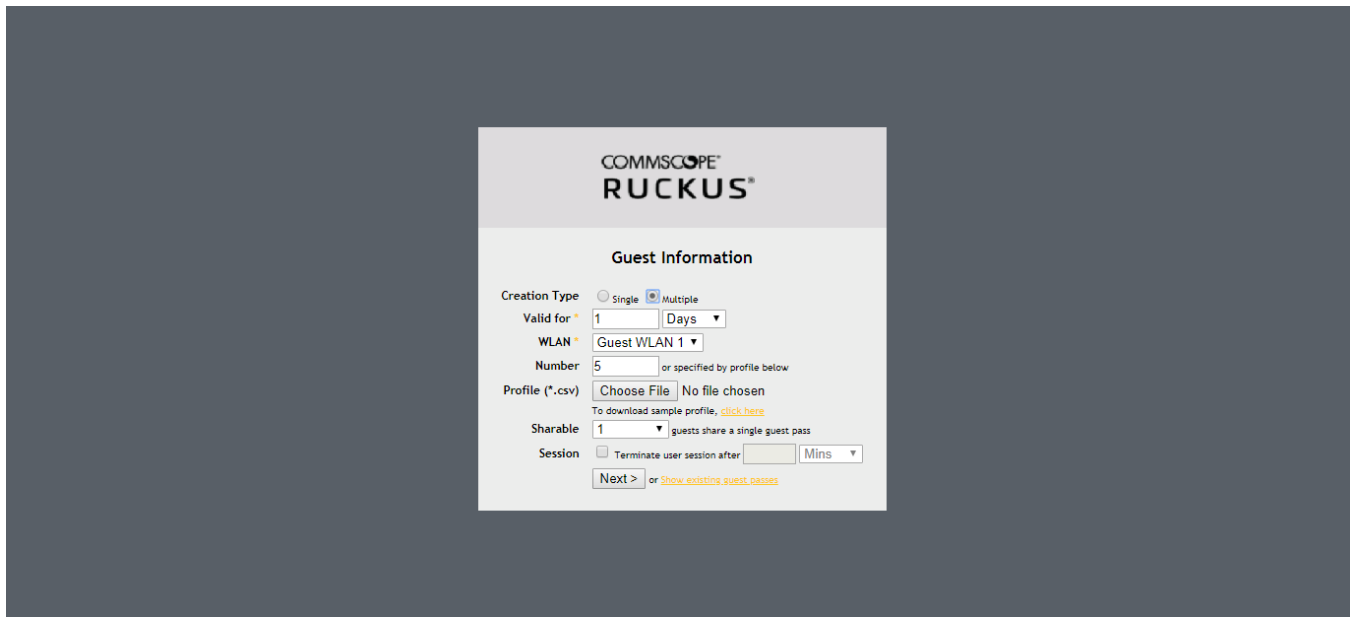 COMMSCOPE™
RUCKUS®
Guest Information
Creation Type Single Multiple
Valid for * 1 Days
WLAN * Guest WLAN 1
Number 5 or specified by profile below
Profile (*.csv) Choose File No file chosen
To download sample profile, click here
Sharable 1 guests share a single guest pass
Session Terminate user session after Mins
Next > or Show existing guest passes